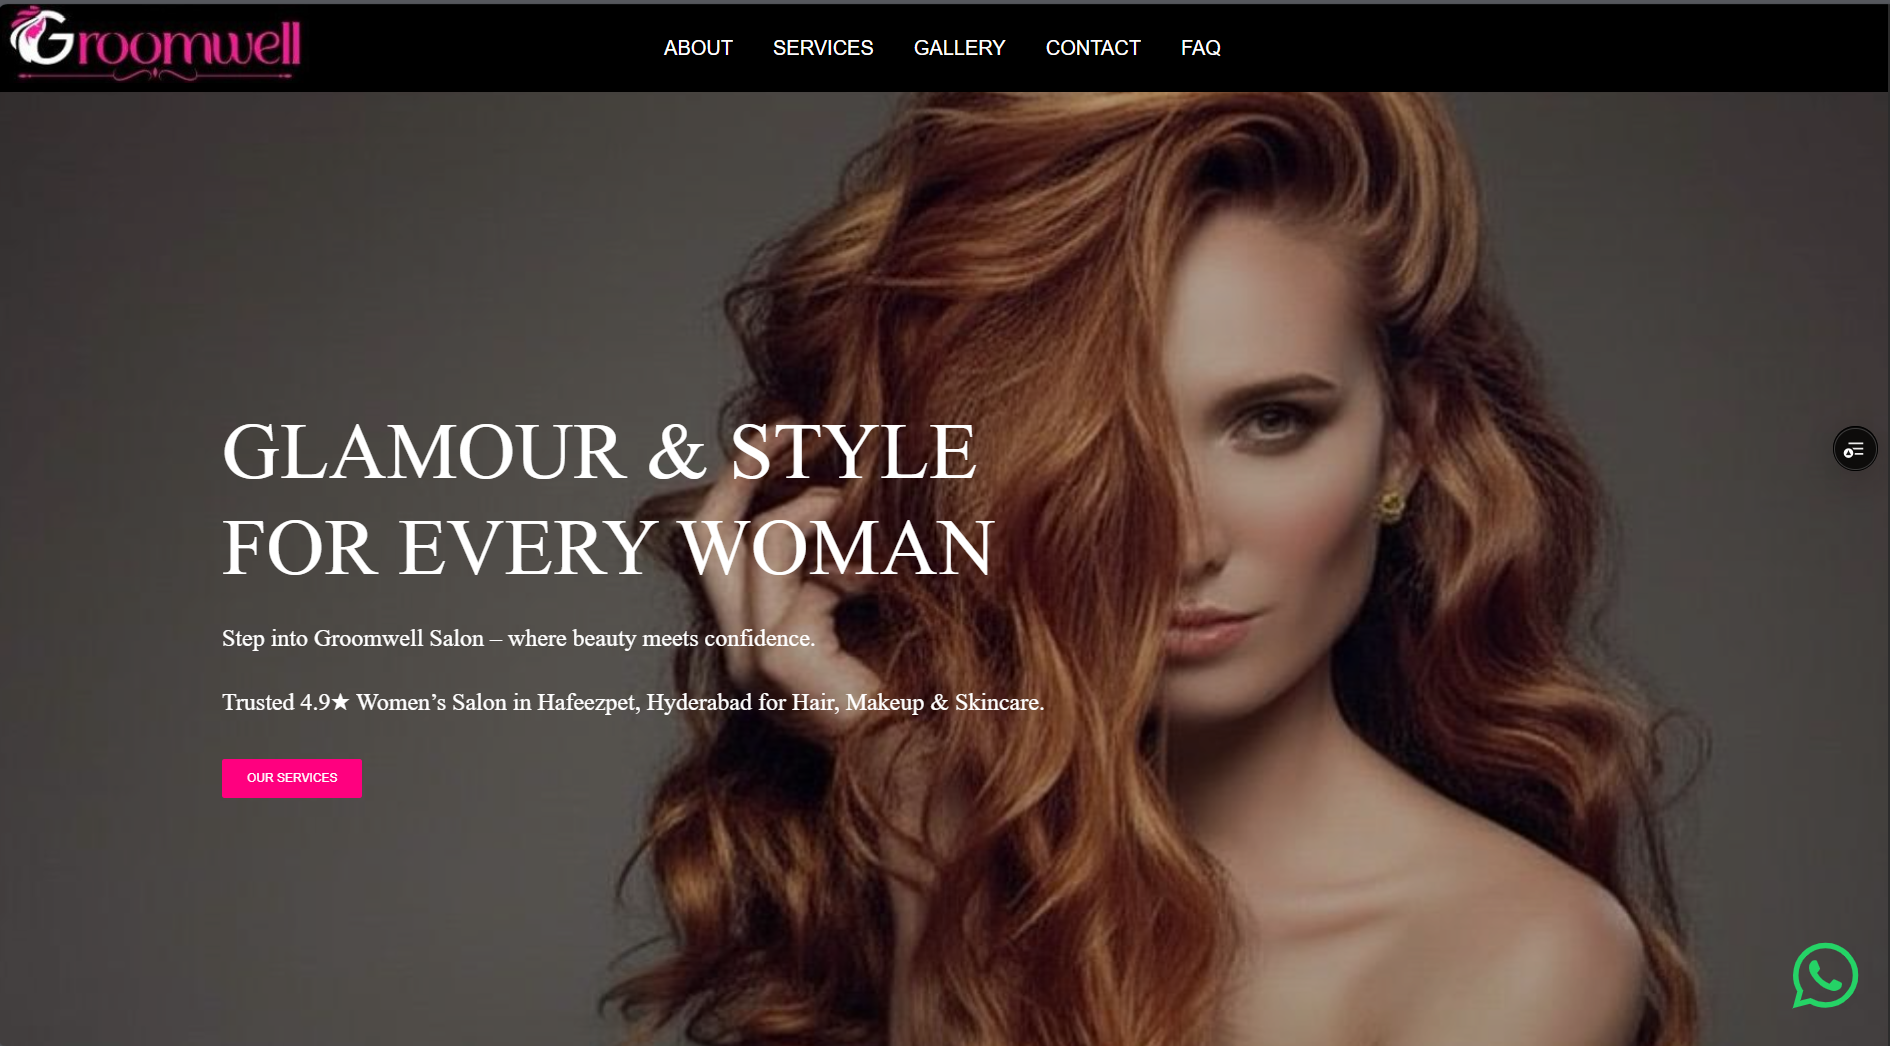 Groomwell
ABOUT SERVICES GALLERY CONTACT FAQ
GLAMOUR & STYLE
FOR EVERY WOMAN
Step into Groomwell Salon – where beauty meets confidence.
Trusted 4.9★ Women’s Salon in Hafeezpet, Hyderabad for Hair, Makeup & Skincare.
OUR SERVICES